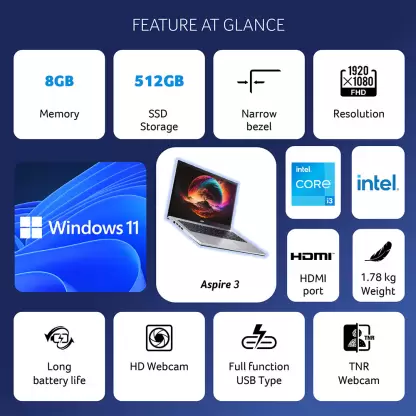 FEATURE AT GLANCE
8GB
Memory
512GB
SSD
Storage
Narrow
bezel
1920
×1080
FHD
Resolution
Windows 11
Aspire 3
intel.
CORE
i3
intel.
HDMI
HDMI
port
1.78 kg
Weight
Long
battery life
HD Webcam
Full function
USB Type
TNR
TNR
Webcam